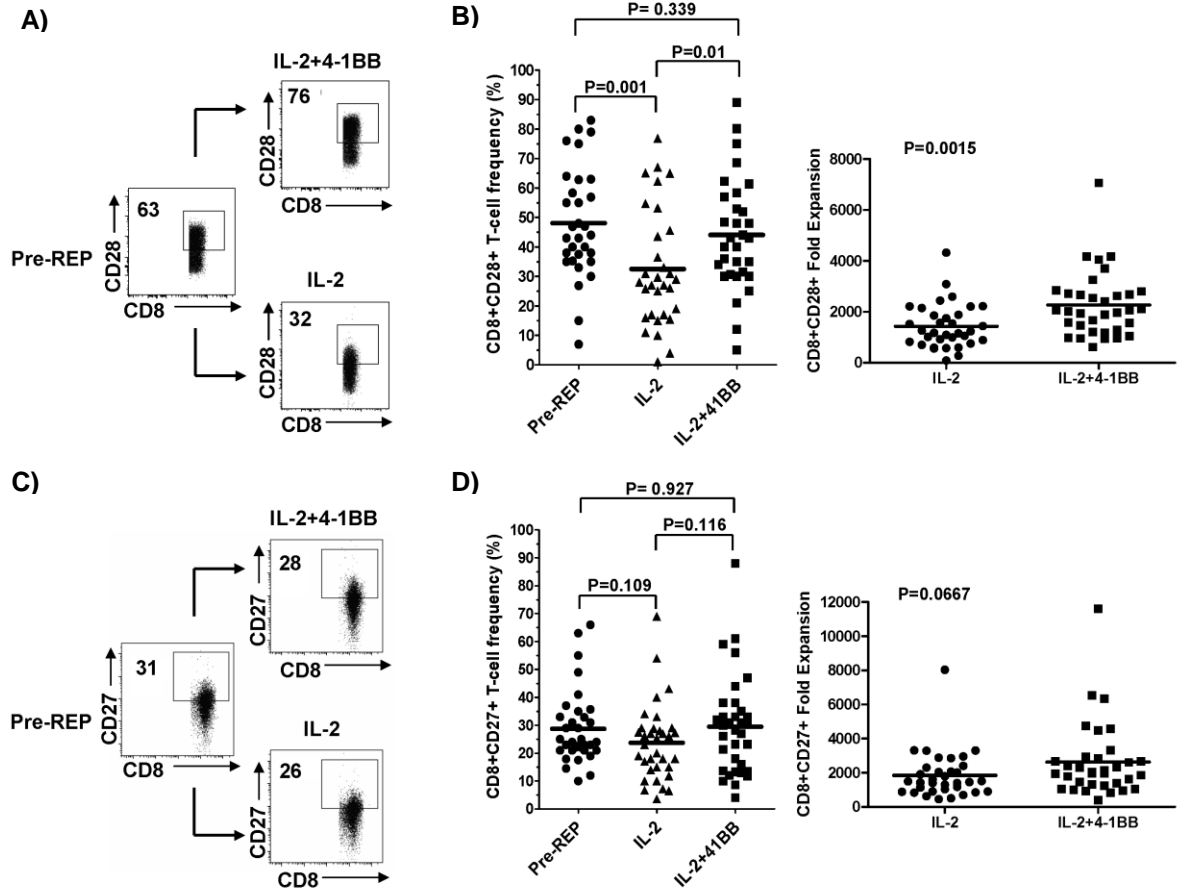 A)
IL-2+4-1BB
76
CD28
CD8
63
CD28
Pre-REP
CD8
IL-2
32
CD28
CD8
B)
P= 0.339
P=0.01
P=0.001
CD8+CD28+ T-cell frequency (%)
100
90
80
70
60
50
40
30
20
10
0
Pre-REP
IL-2
IL-2+41BB
P=0.0015
CD8+CD28+ Fold Expansion
8000
6000
4000
2000
0
IL-2
IL-2+4-1BB
C)
IL-2+4-1BB
28
CD27
CD8
31
CD27
Pre-REP
CD8
IL-2
26
CD27
CD8
D)
P= 0.927
P=0.116
P=0.109
CD8+CD27+ T-cell frequency (%)
100
90
80
70
60
50
40
30
20
10
0
Pre-REP
IL-2
IL-2+41BB
P=0.0667
CD8+CD27+ Fold Expansion
12000
10000
8000
6000
4000
2000
0
IL-2
IL-2+4-1BB